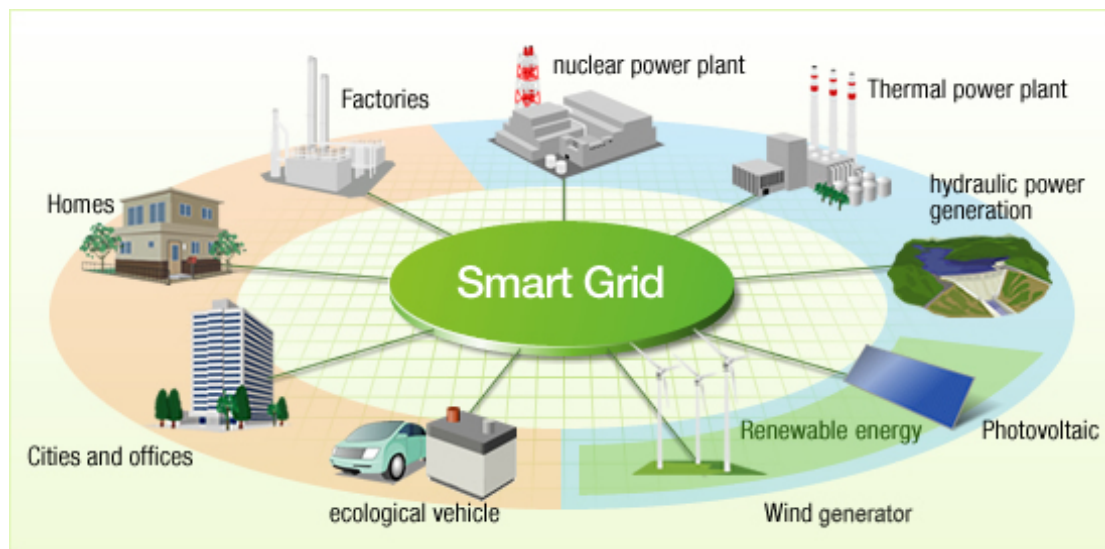 nuclear power plant
Factories
Thermal power plant
Homes
hydraulic power
generation
Smart Grid
Renewable energy
Photovoltaic
Cities and offices
ecological vehicle
Wind generator